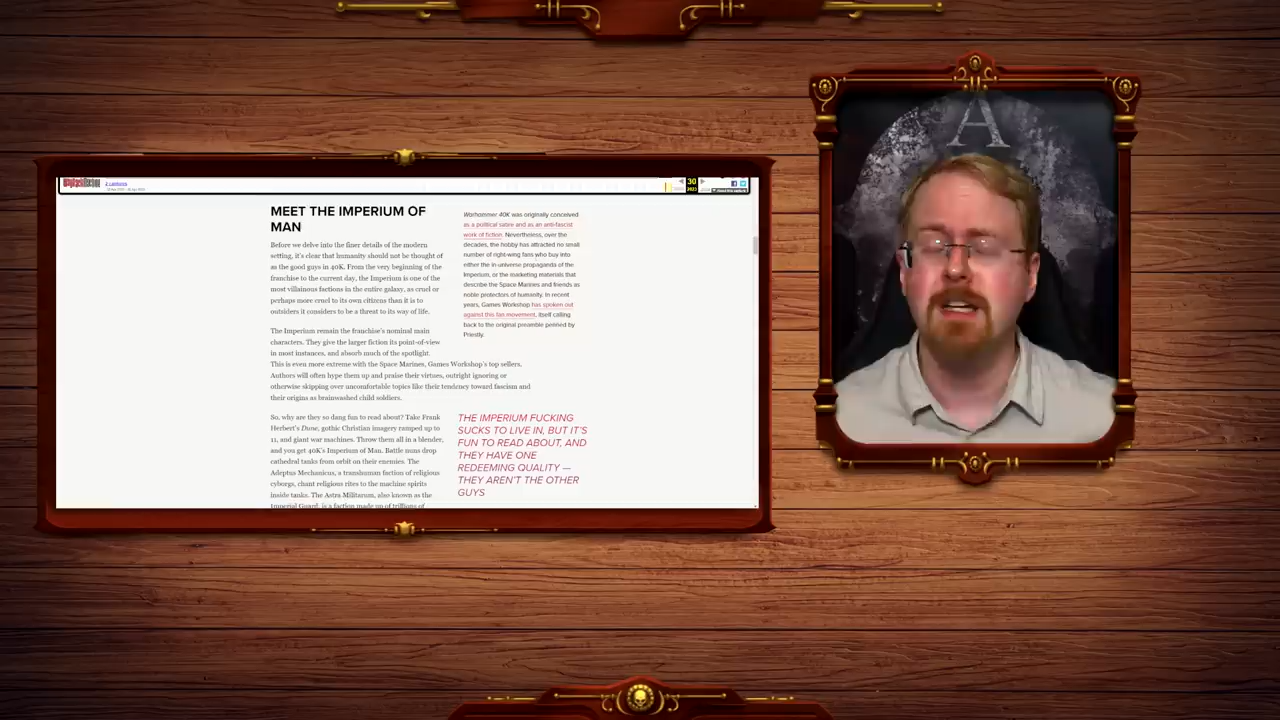 30
2023
MEET THE IMPERIUM OF
MAN
Before we delve into the finer details of the modern
setting, it's clear that humanity should not be thought of
as the good guys in 40K. From the very beginning of the
franchise to the current day, the Imperium is one of the
most villainous factions in the entire galaxy, as cruel or
perhaps more cruel to its own citizens than it is to
outsiders it considers to be a threat to its way of life.
The Imperium remain the franchise's nominal main
characters. They give the larger fiction its point-of-view
in most instances, and absorb much of the spotlight.
This is even more extreme with the Space Marines, Games Workshop's top sellers.
Authors will often hype them up and praise their virtues, outright ignoring or
otherwise skipping over uncomfortable topics like their tendency toward fascism and
their origins as brainwashed child soldiers.
So, why are they so dang fun to read about? Take Frank
Herbert's Dune, gothic Christian imagery ramped up to
11, and giant war machines. Throw them all in a blender,
and you get 40K's Imperium of Man. Battle nuns drop
cathedral tanks from orbit on their enemies. The
Adeptus Mechanicus, a transhuman faction of religious
cyborgs, chant religious rites to the machine spirits
inside tanks. The Astra Militarum, also known as the
Imperial Guard, is a faction made up of trillions of
Warhammer 40K was originally conceived
as a political satire and as an anti-fascist
work of fiction. Nevertheless, over the
decades, the hobby has attracted no small
number of right-wing fans who buy into
either the in-universe propaganda of the
Imperium, or the marketing materials that
describe the Space Marines and friends as
noble protectors of humanity. In recent
years, Games Workshop has spoken out
against this fan movement, itself calling
back to the original preamble penned by
Priestly.
THE IMPERIUM FUCKING
SUCKS TO LIVE IN, BUT IT'S
FUN TO READ ABOUT, AND
THEY HAVE ONE
REDEEMING QUALITY —
THEY AREN'T THE OTHER
GUYS
A